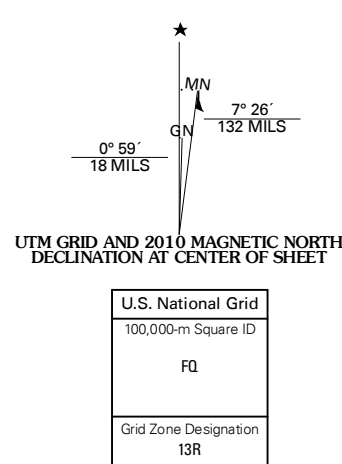 ★
MN
7° 26´
132 MILS
GN
0° 59´
18 MILS
UTM GRID AND 2010 MAGNETIC NORTH
DECLINATION AT CENTER OF SHEET
U.S. National Grid
100,000-m Square ID
FQ
Grid Zone Designation
13R